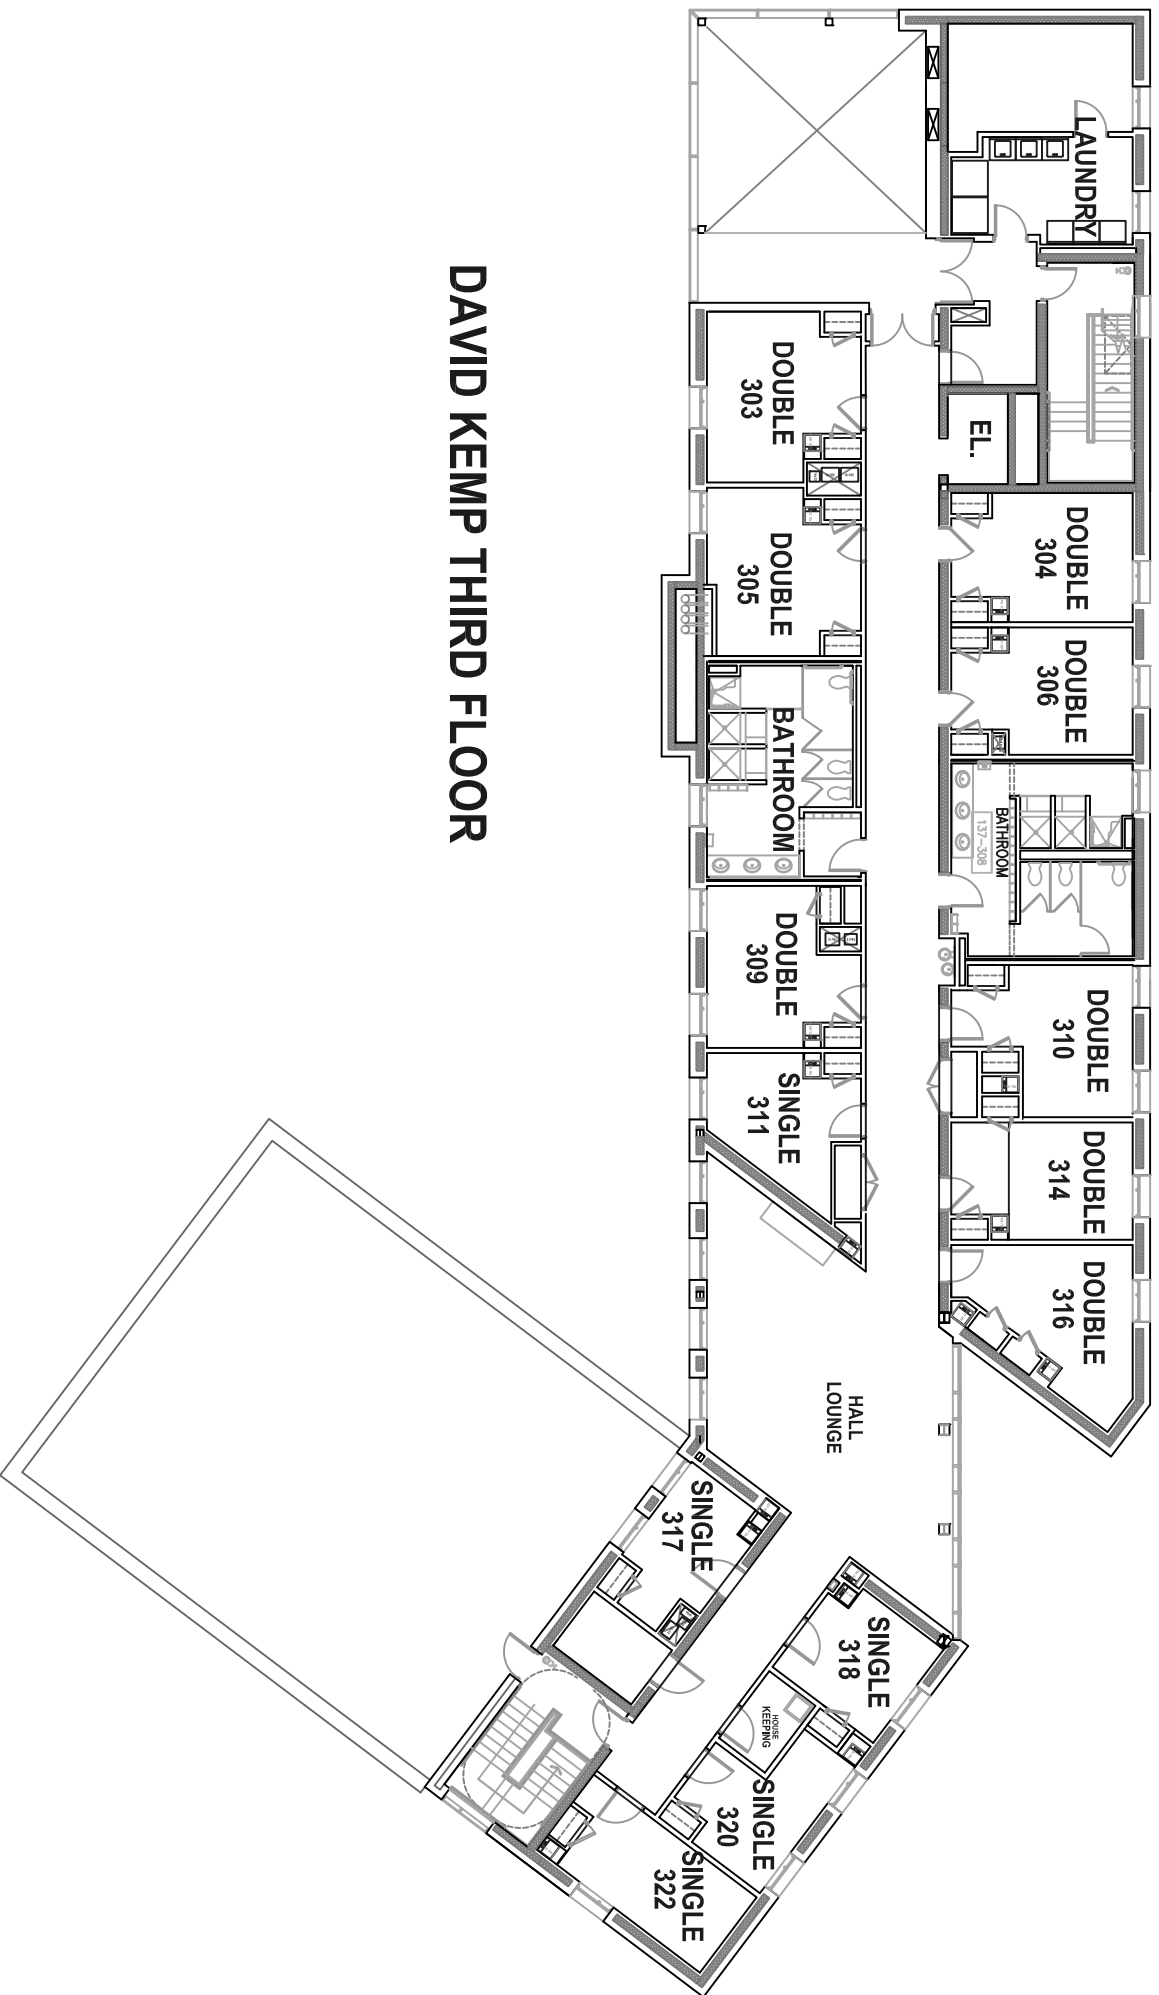 LAUNDRY
EL.
DOUBLE
304
DOUBLE
306
BATHROOM
137-308
DOUBLE
310
DOUBLE
314
DOUBLE
316
DOUBLE
303
DOUBLE
305
BATHROOM
DOUBLE
309
SINGLE
311
HALL
LOUNGE
SINGLE
317
SINGLE
318
HOUSE
KEEPING
SINGLE
320
SINGLE
322
DAVID KEMP THIRD FLOOR